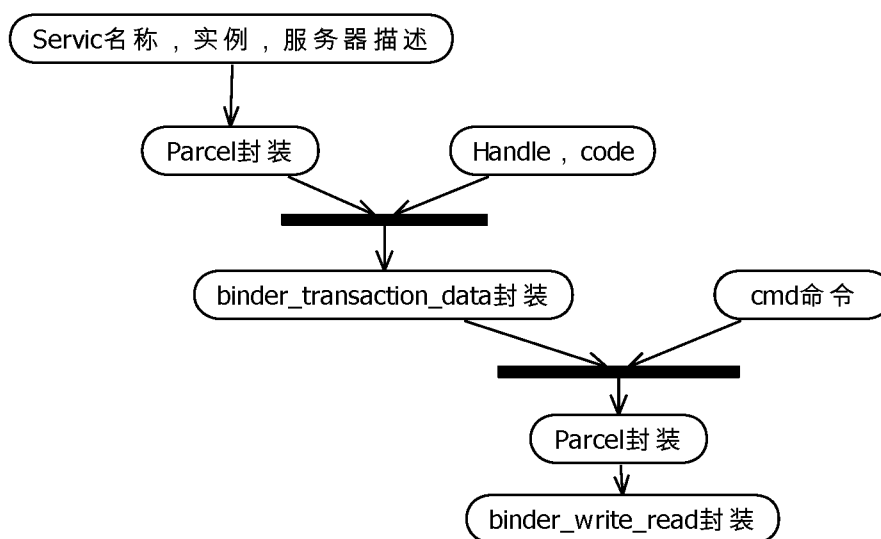 Servic名称，实例，服务器描述
Parcel封装
Handle，code
binder_transaction_data封装
cmd命令
Parcel封装
binder_write_read封装